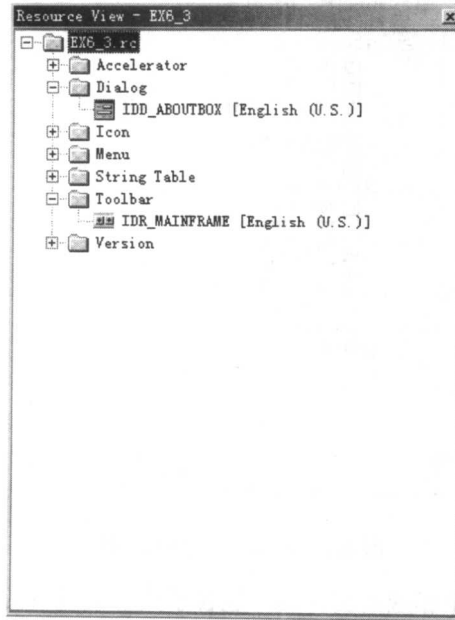 Resource View - EX6_3
EX6_3.rc
Accelerator
Dialog
IDD_ABOUTBOX [English (U.S.)]
Icon
Menu
String Table
Toolbar
IDR_MAINFRAME [English (U.S.)]
Version